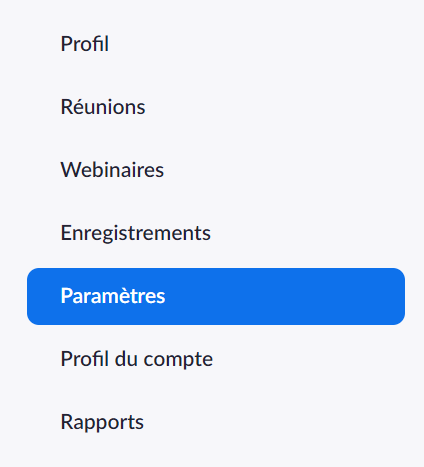 Profil
Réunions
Webinaires
Enregistrements
Paramètres
Profil du compte
Rapports